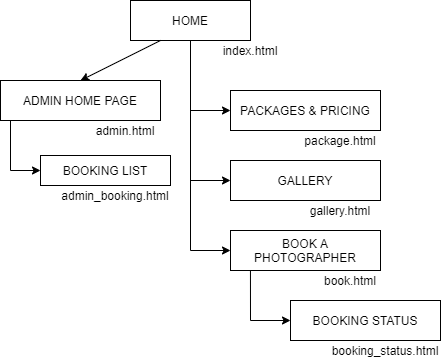 HOME
index.html
ADMIN HOME PAGE
admin.html
BOOKING LIST
admin_booking.html
PACKAGES & PRICING
package.html
GALLERY
gallery.html
BOOK A
PHOTOGRAPHER
book.html
BOOKING STATUS
booking_status.html